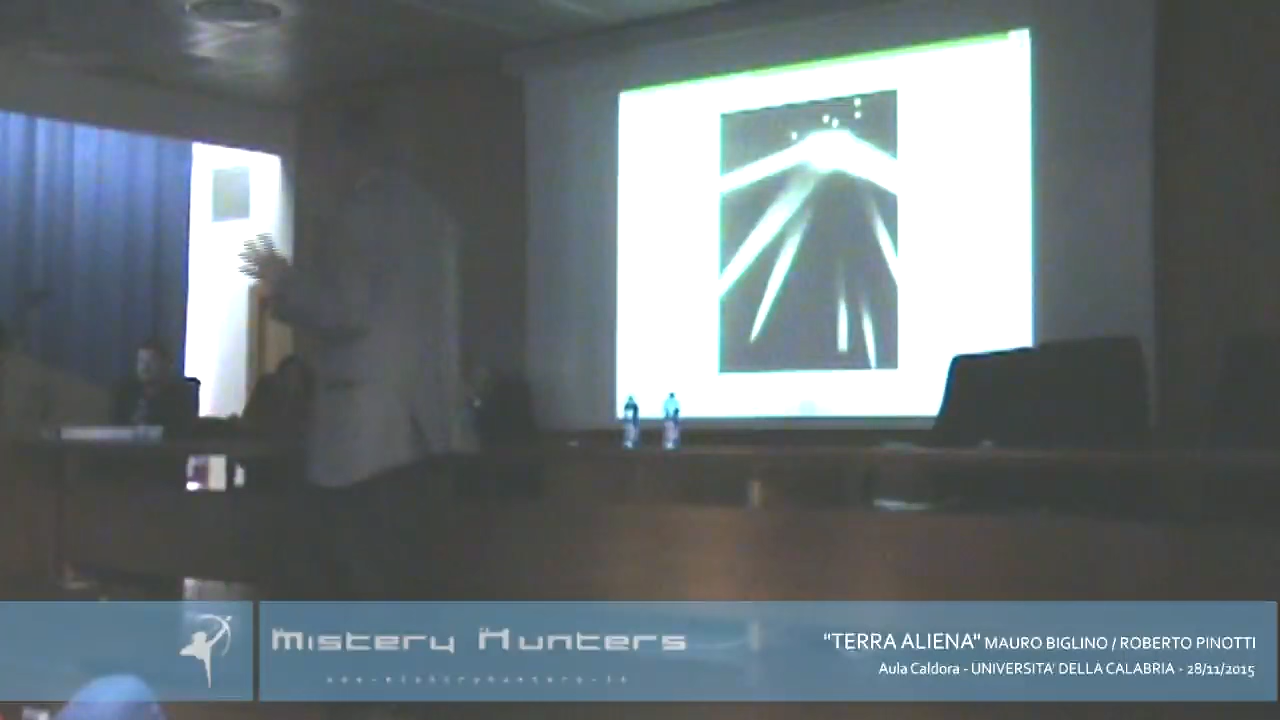 Mistery Hunters
"TERRA ALIENA" MAURO BIGLINO / ROBERTO PINOTTI
Aula Caldora - UNIVERSITA' DELLA CALABRIA - 28/11/2015